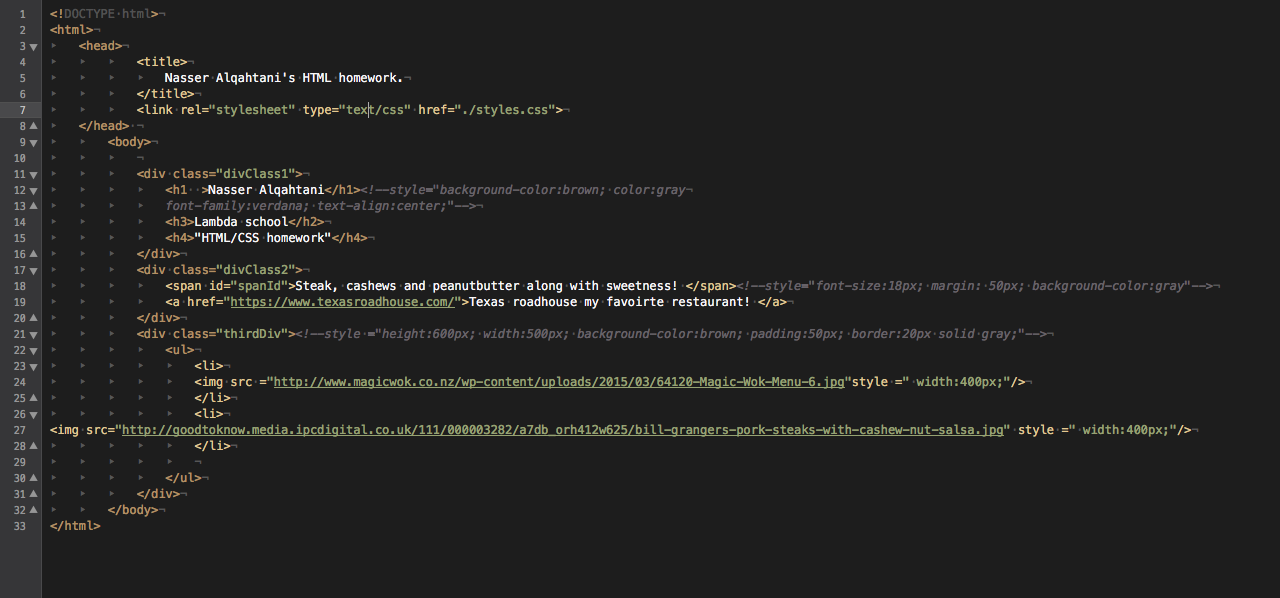 1 <!DOCTYPE html>
2 <html>
3 <head>
4 <title>
5 Nasser Alqahtani's HTML homework.
6 </title>
7 <link rel="stylesheet" type="text/css" href="./styles.css">
8 </head>
9 <body>
10
11 <div class="divClass1">
12 <h1  >Nasser Alqahtani</h1><!--style="background-color:brown; color:gray
13 font-family:verdana; text-align:center;"-->
14 <h3>Lambda school</h2>
15 <h4>"HTML/CSS homework"</h4>
16 </div>
17 <div class="divClass2">
18 <span id="spanId">Steak, cashews and peanutbutter along with sweetness! </span><!--style="font-size:18px; margin: 50px; background-color:gray"-->
19 <a href="https://www.texasroadhouse.com/">Texas roadhouse my favoirte restaurant! </a>
20 </div>
21 <div class="thirdDiv"><!--style ="height:600px; width:500px; background-color:brown; padding:50px; border:20px solid gray;"-->
22 <ul>
23 <li>
24 <img src ="http://www.magicwok.co.nz/wp-content/uploads/2015/03/64120-Magic-Wok-Menu-6.jpg"style =" width:400px;"/>
25 </li>
26 <li>
27 <img src="http://goodtoknow.media.ipcdigital.co.uk/111/000003282/a7db_orh412w625/bill-grangers-pork-steaks-with-cashew-nut-salsa.jpg" style =" width:400px;"/>
28 </li>
29
30 </ul>
31 </div>
32 </body>
33 </html>